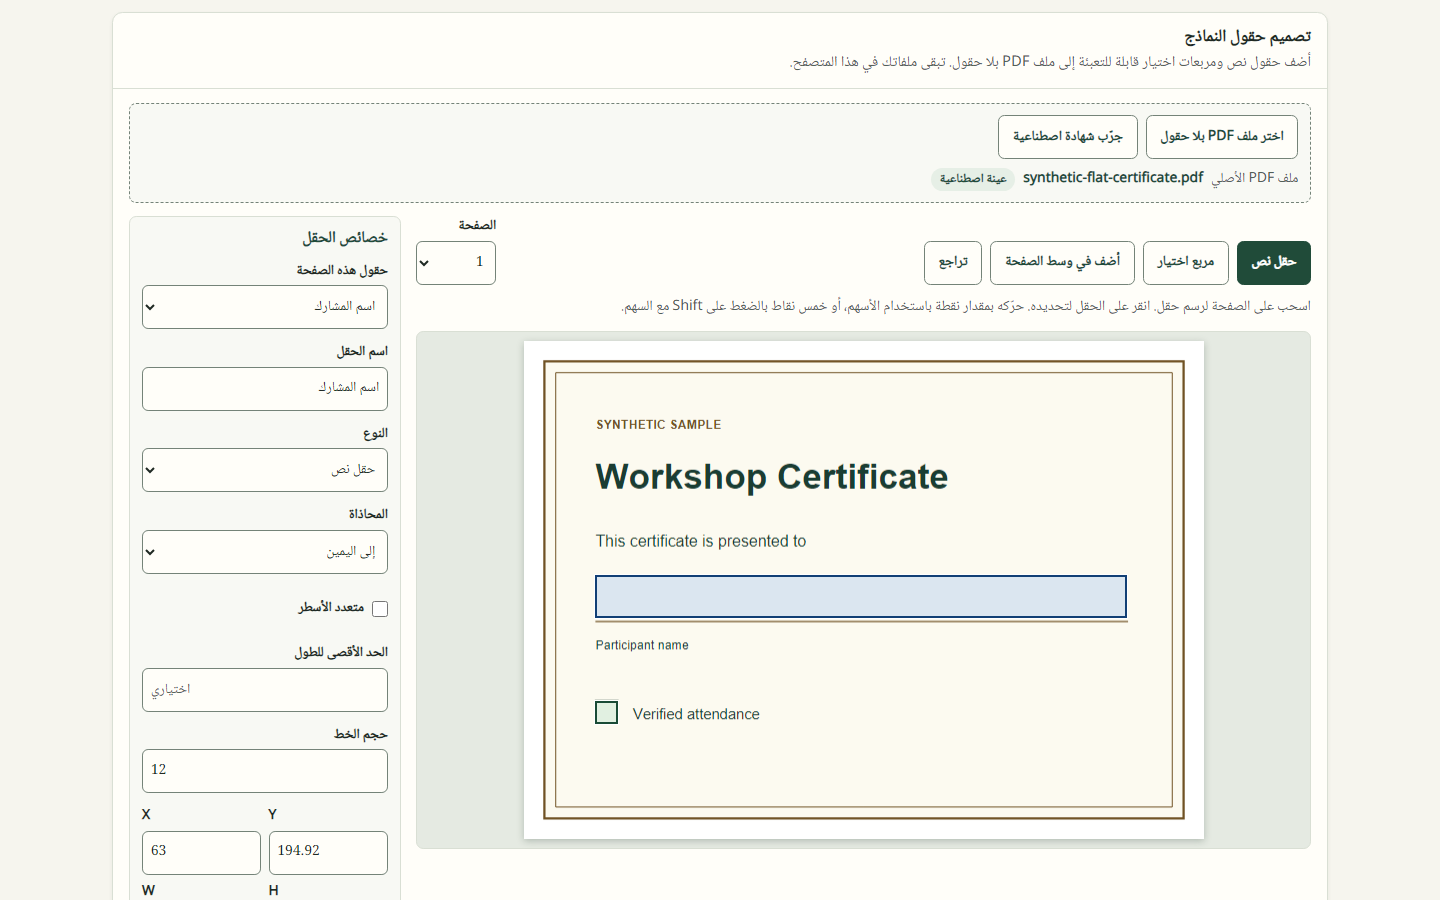 تصميم حقول النماذج
أضف حقول نص ومربعات اختيار قابلة للتعبئة إلى ملف PDF بلا حقول. تبقى ملفاتك في هذا المتصفح.
اختر ملف PDF بلا حقول
جرّب شهادة اصطناعية
ملف PDF الأصلي synthetic-flat-certificate.pdf عينة اصطناعية
حقل نص
مربع اختيار
أضف في وسط الصفحة
تراجع
الصفحة
1
اسحب على الصفحة لرسم حقل. انقر على الحقل لتحديده. حرّكه بمقدار نقطة باستخدام الأسهم، أو خمس نقاط بالضغط على Shift مع السهم.
SYNTHETIC SAMPLE
Workshop Certificate
This certificate is presented to
Participant name
Verified attendance
خصائص الحقل
حقول هذه الصفحة
اسم المشارك
اسم الحقل
اسم المشارك
النوع
حقل نص
المحاذاة
إلى اليمين
متعدد الأسطر
الحد الأقصى للطول
اختياري
حجم الخط
12
X
Y
63
194.92
W
H